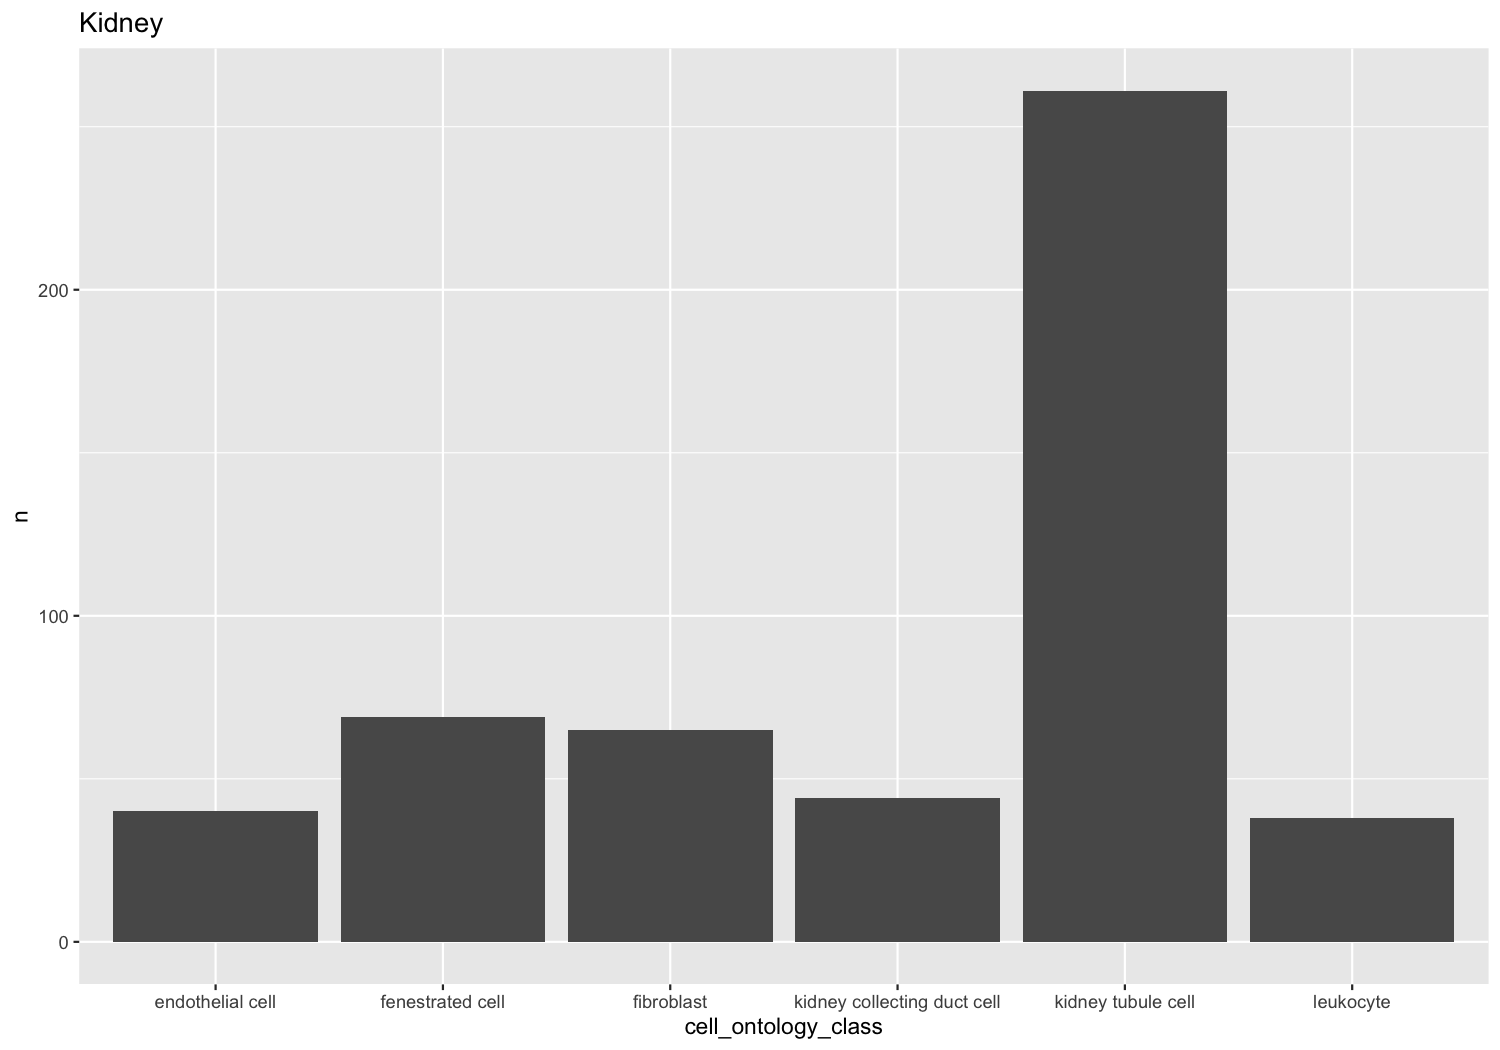 Kidney
n
200
100
0
endothelial cell fenestrated cell fibroblast kidney collecting duct cell kidney tubule cell leukocyte
cell_ontology_class